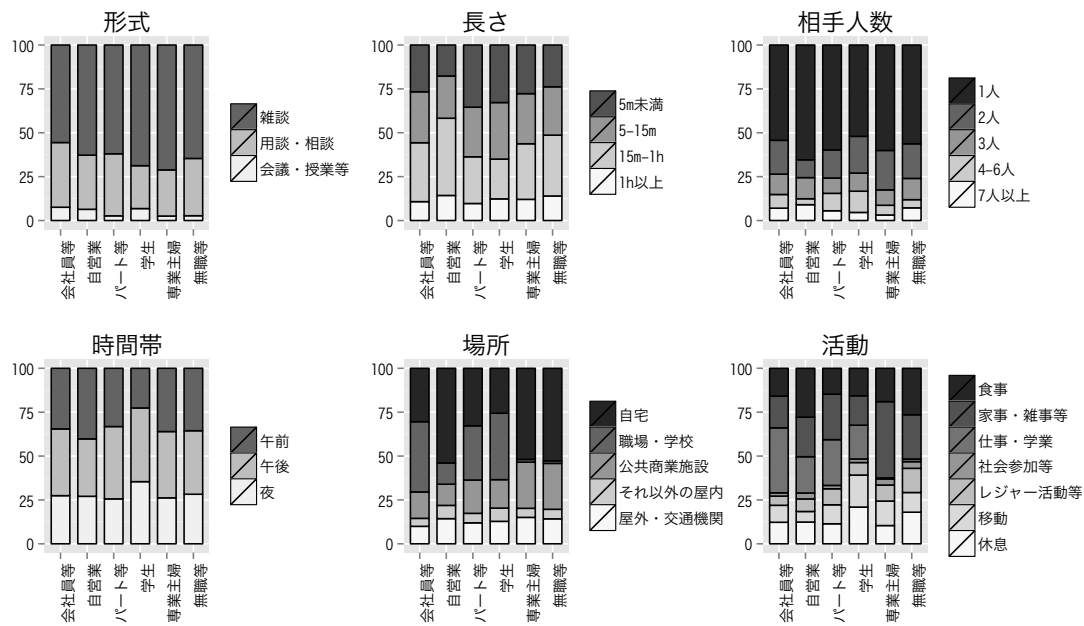 形式
100
75
50
25
0
会社員等
自営業
パート等
学生
専業主婦
無職等
雑談
用談・相談
会議・授業等
長さ
100
75
50
25
0
会社員等
自営業
パート等
学生
専業主婦
無職等
5m未満
5–15m
15m–1h
1h以上
相手人数
100
75
50
25
0
会社員等
自営業
パート等
学生
専業主婦
無職等
1人
2人
3人
4–6人
7人以上
時間帯
100
75
50
25
0
会社員等
自営業
パート等
学生
専業主婦
無職等
午前
午後
夜
場所
100
75
50
25
0
会社員等
自営業
パート等
学生
専業主婦
無職等
自宅
職場・学校
公共商業施設
それ以外の屋内
屋外・交通機関
活動
100
75
50
25
0
会社員等
自営業
パート等
学生
専業主婦
無職等
食事
家事・雑事等
仕事・学業
社会参加等
レジャー活動等
移動
休息